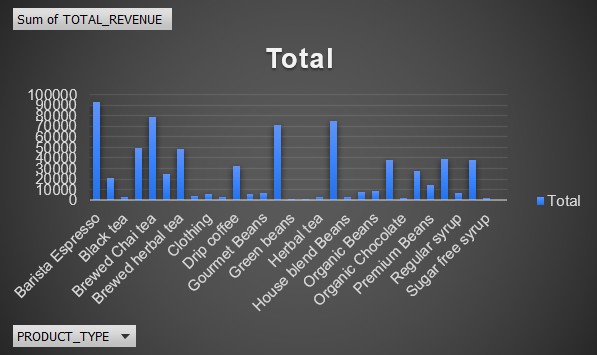 Sum of TOTAL_REVENUE
Total
100000
90000
80000
70000
60000
50000
40000
30000
20000
10000
0
Barista Espresso
Black tea
Brewed Chai tea
Brewed herbal tea
Clothing
Drip coffee
Gourmet Beans
Green beans
Herbal tea
House blend Beans
Organic Beans
Organic Chocolate
Premium Beans
Regular syrup
Sugar free syrup
Total
PRODUCT_TYPE